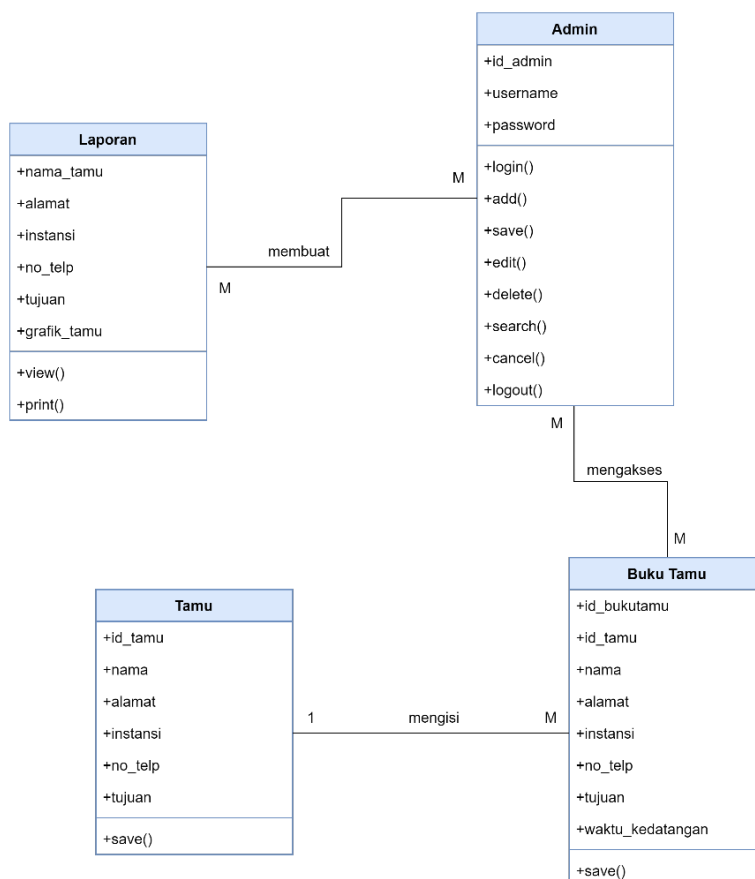 Admin
+id_admin
+username
+password
+login()
+add()
+save()
+edit()
+delete()
+search()
+cancel()
+logout()
Laporan
+nama_tamu
+alamat
+instansi
+no_telp
+tujuan
+grafik_tamu
+view()
+print()
M
membuat
M
M
mengakses
M
Tamu
+id_tamu
+nama
+alamat
+instansi
+no_telp
+tujuan
+save()
1
mengisi
M
Buku Tamu
+id_bukutamu
+id_tamu
+nama
+alamat
+instansi
+no_telp
+tujuan
+waktu_kedatangan
+save()